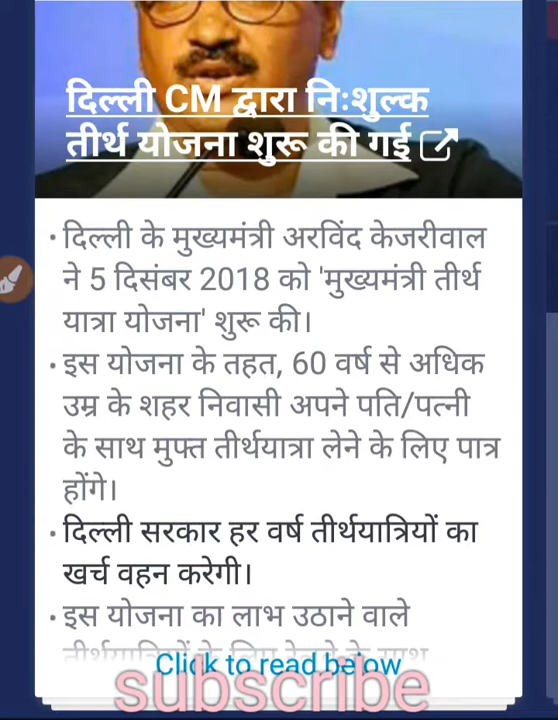 दिल्ली CM द्वारा निःशुल्क
तीर्थ योजना शुरू की गई
• दिल्ली के मुख्यमंत्री अरविंद केजरीवाल
ने 5 दिसंबर 2018 को 'मुख्यमंत्री तीर्थ
यात्रा योजना' शुरू की।
• इस योजना के तहत, 60 वर्ष से अधिक
उम्र के शहर निवासी अपने पति/पत्नी
के साथ मुफ्त तीर्थयात्रा लेने के लिए पात्र
होंगे।
• दिल्ली सरकार हर वर्ष तीर्थयात्रियों का
खर्च वहन करेगी।
• इस योजना का लाभ उठाने वाले
Click to read below
subscribe